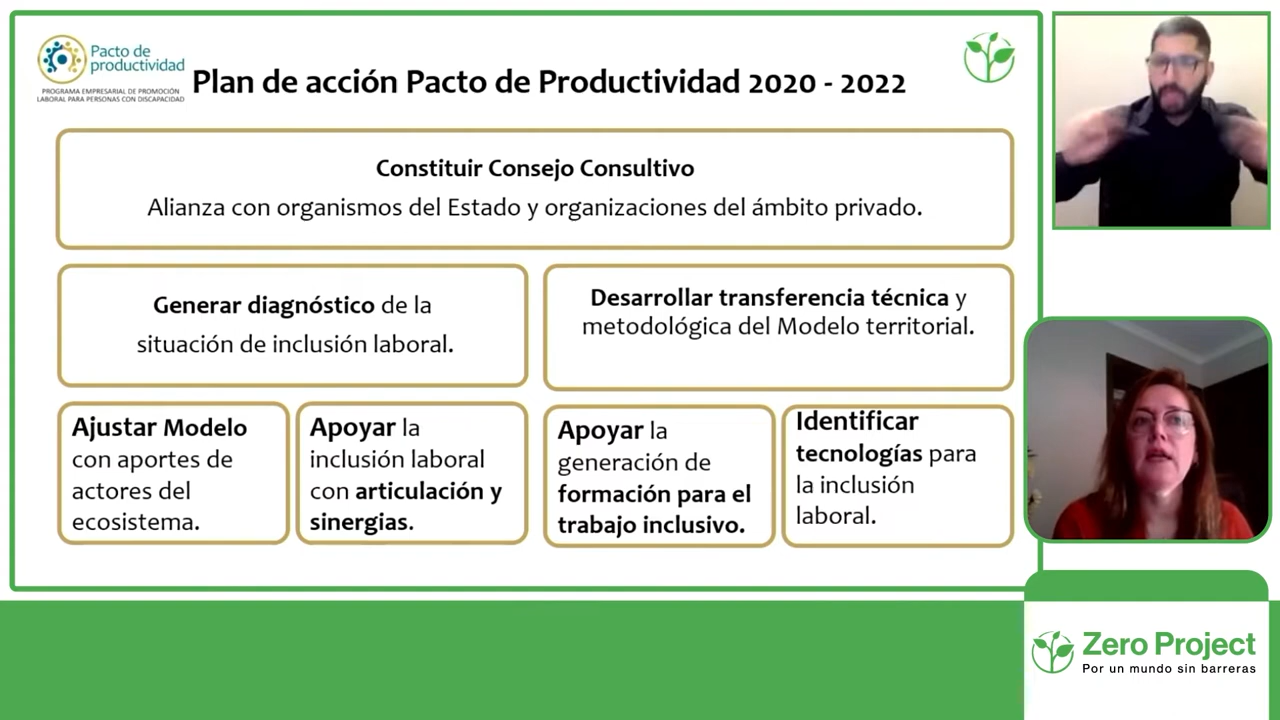 Pacto de
productividad
PROGRAMA EMPRESARIAL DE PROMOCIÓN
LABORAL PARA PERSONAS CON DISCAPACIDAD
Plan de acción Pacto de Productividad 2020 - 2022
Constituir Consejo Consultivo
Alianza con organismos del Estado y organizaciones del ámbito privado.
Generar diagnóstico de la
situación de inclusión laboral.
Desarrollar transferencia técnica y
metodológica del Modelo territorial.
Ajustar Modelo
con aportes de
actores del
ecosistema.
Apoyar la
inclusión laboral
con articulación y
sinergias.
Apoyar la
generación de
formación para el
trabajo inclusivo.
Identificar
tecnologías para
la inclusión
laboral.
Zero Project
Por un mundo sin barreras